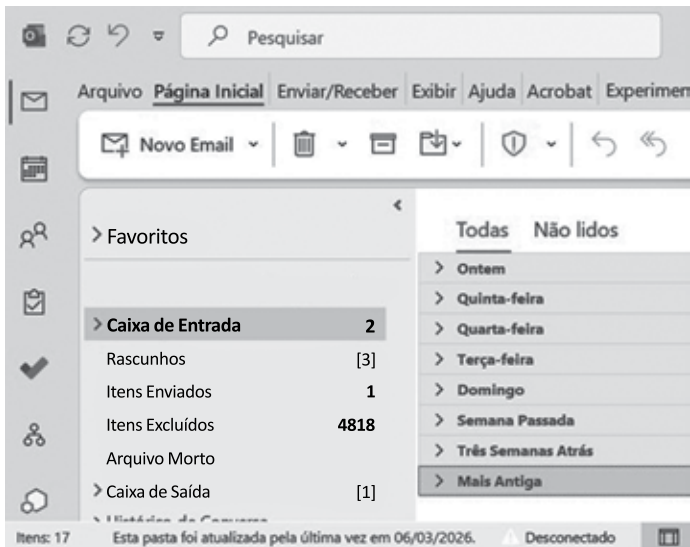 Pesquisar
Arquivo Página Inicial Enviar/Receber Exibir Ajuda Acrobat Experimen
Novo Email
Favoritos
Caixa de Entrada 2
Rascunhos [3]
Itens Enviados 1
Itens Excluídos 4818
Arquivo Morto
Caixa de Saída [1]
Todas Não lidos
Ontem
Quinta-feira
Quarta-feira
Terça-feira
Domingo
Semana Passada
Três Semanas Atrás
Mais Antiga
Itens: 17 Esta pasta foi atualizada pela última vez em 06/03/2026. Desconectado